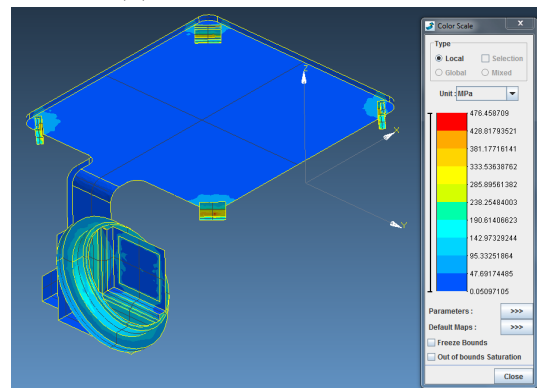 Color Scale
X
Type
Local Selection
Global Mixed
Unit : MPa
476.458709
428.81793521
381.17716141
333.53638762
285.89561382
238.25484003
190.61406623
142.97329244
95.33251864
47.69174485
0.05097105
Parameters : >>>
Default Maps : >>>
Freeze Bounds
Out of bounds Saturation
Close
Z